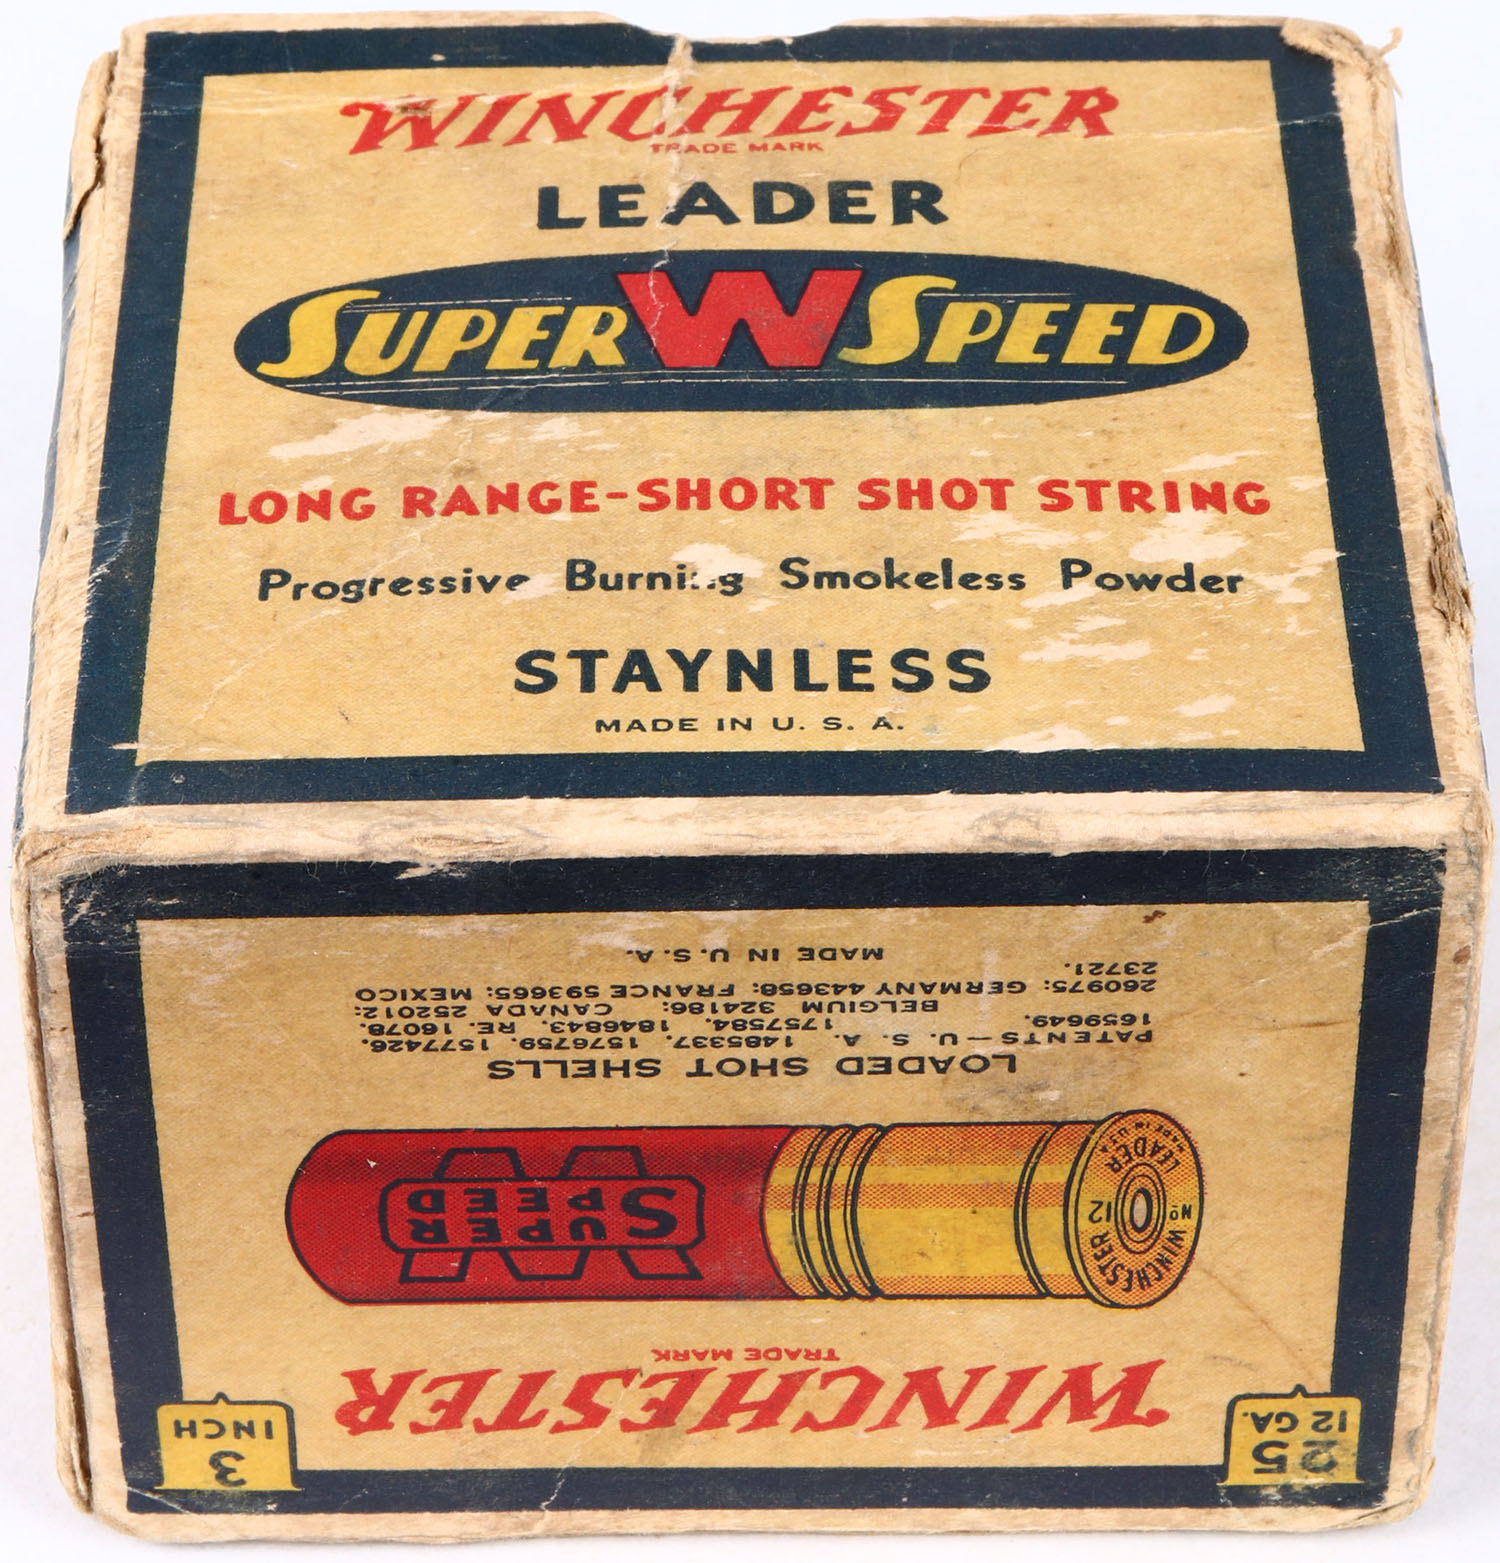 WINCHESTER
TRADE MARK
LEADER
SUPER W SPEED
LONG RANGE-SHORT SHOT STRING
Progressive Burning Smokeless Powder
STAYNLESS
MADE IN U. S. A.
25
12 GA.
3
INCH
WINCHESTER
TRADE MARK
SUPER
SPEED
WINCHESTER
No 12
LEADER
MADE IN U.S.A.
LOADED SHOT SHELLS
PATENTS—U. S. A. 1485337. 1576759. 1577426.
1659649. 1757584. 1846843. RE. 16078.
BELGIUM 324186: CANADA 252012:
260975: GERMANY 443658: FRANCE 593665: MEXICO
23721.
MADE IN U.S.A.